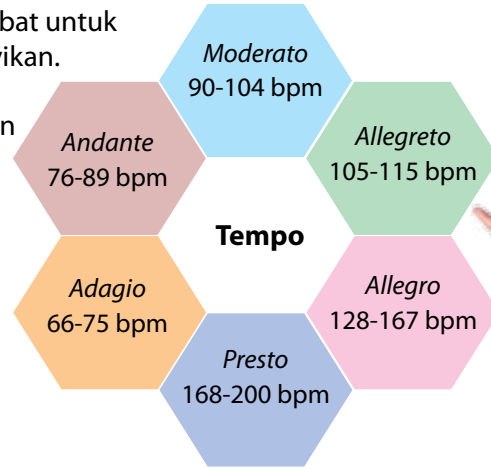 bat untuk
vikan.
n
Moderato
90-104 bpm
Andante
76-89 bpm
Allegreto
105-115 bpm
Tempo
Adagio
66-75 bpm
Allegro
128-167 bpm
Presto
168-200 bpm